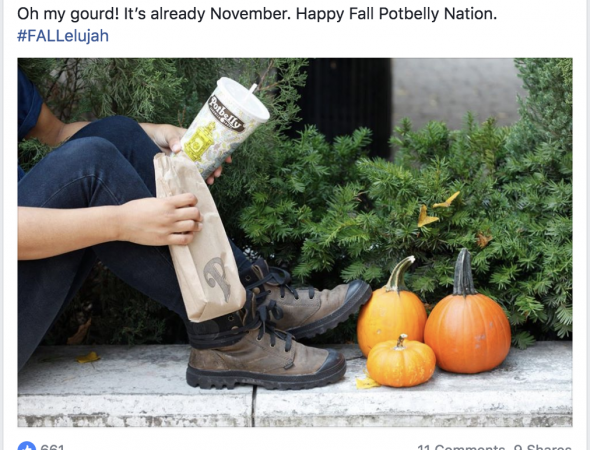 Oh my gourd! It’s already November. Happy Fall Potbelly Nation.
#FALLelujah
Potbelly
P
661
11 Comments 9 Shares